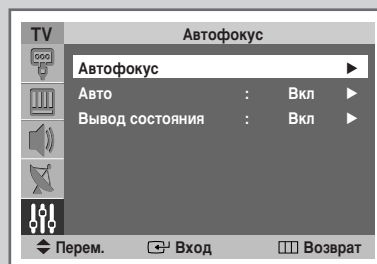 TV Автофокус
Автофокус
Авто : Вкл
Вывод состояния : Вкл
Перем. Вход Возврат